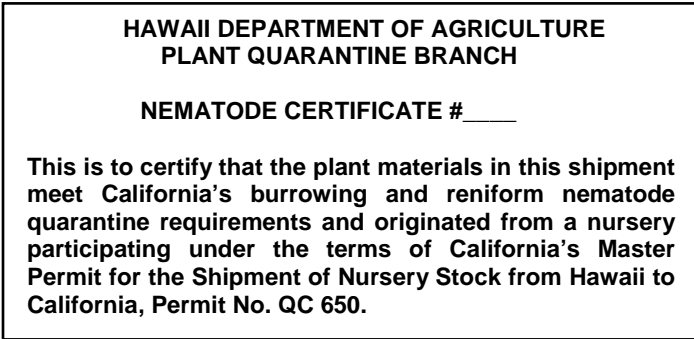 HAWAII DEPARTMENT OF AGRICULTURE
PLANT QUARANTINE BRANCH
NEMATODE CERTIFICATE #____
This is to certify that the plant materials in this shipment
meet California's burrowing and reniform nematode
quarantine requirements and originated from a nursery
participating under the terms of California's Master
Permit for the Shipment of Nursery Stock from Hawaii to
California, Permit No. QC 650.